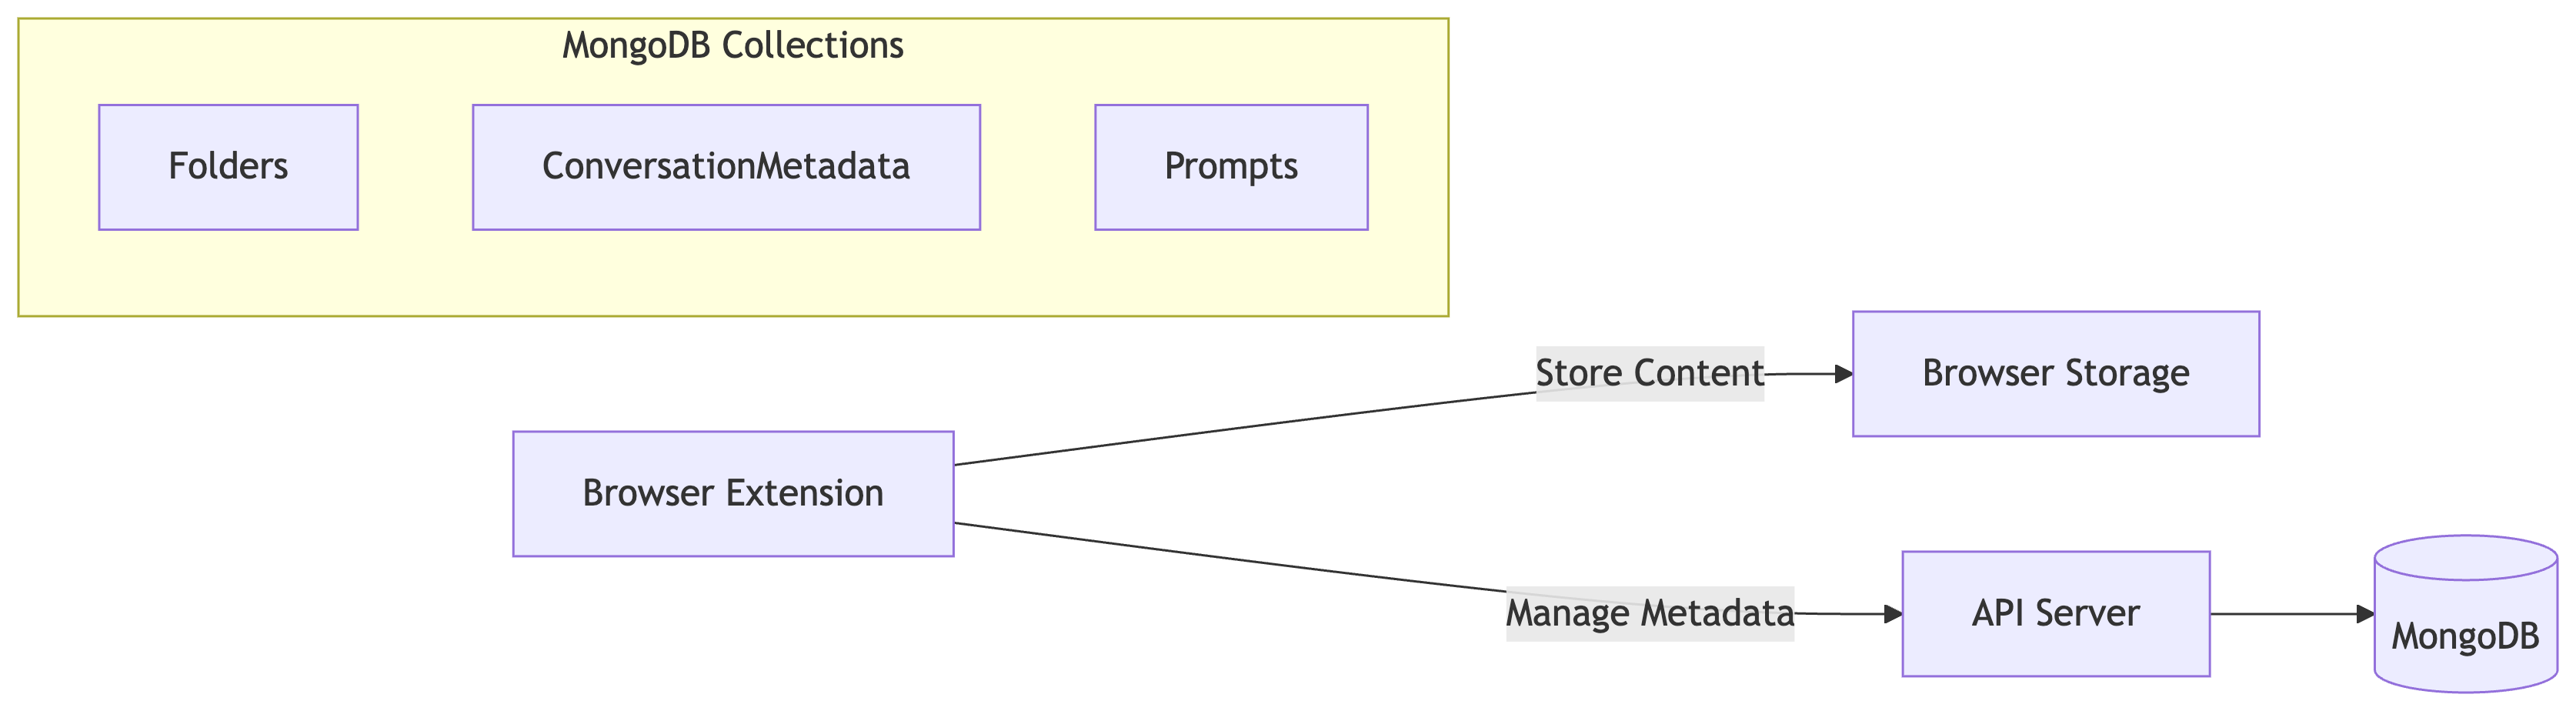 MongoDB Collections
Folders
ConversationMetadata
Prompts
Store Content
Browser Storage
Browser Extension
Manage Metadata
API Server
MongoDB